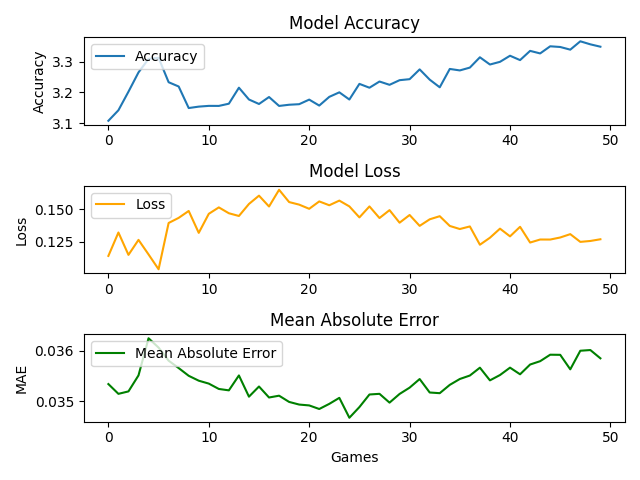 Model Accuracy
Accuracy
3.3
3.2
3.1
Accuracy
0
10
20
30
40
50
Model Loss
Loss
0.150
0.125
Loss
0
10
20
30
40
50
Mean Absolute Error
MAE
0.036
0.035
Mean Absolute Error
0
10
20
30
40
50
Games